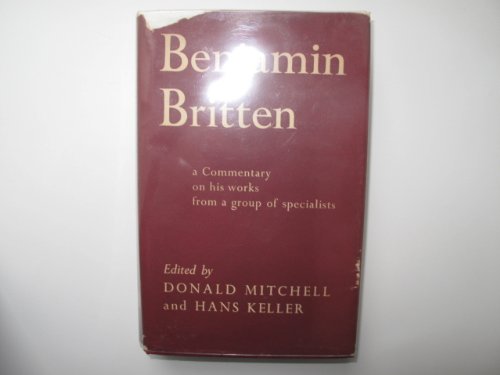 Benjamin
Britten
a Commentary
on his works
from a group of specialists
Edited by
DONALD MITCHELL
and HANS KELLER